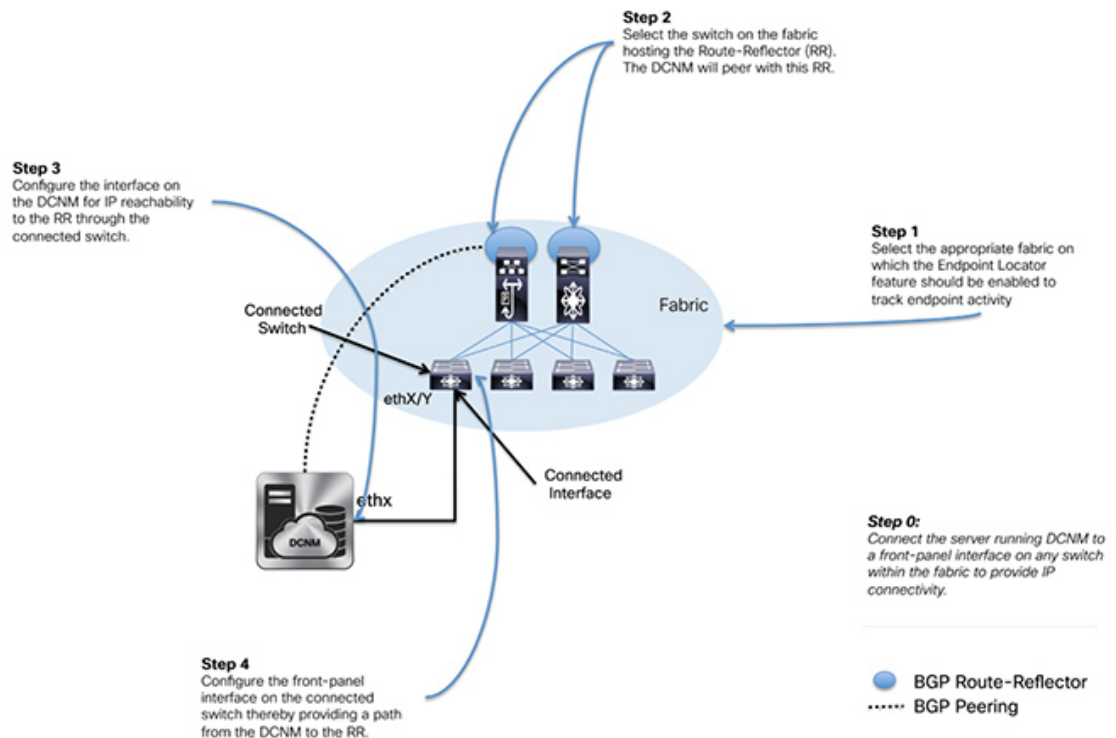 Step 2
Select the switch on the fabric
hosting the Route-Reflector (RR).
The DCNM will peer with this RR.
Step 3
Configure the interface on
the DCNM for IP reachability
to the RR through the
connected switch.
Step 1
Select the appropriate fabric on
which the Endpoint Locator
feature should be enabled to
track endpoint activity
Fabric
Connected
Switch
ethX/Y
Connected
Interface
ethx
DCNM
Step 0:
Connect the server running DCNM to
a front-panel interface on any switch
within the fabric to provide IP
connectivity.
Step 4
Configure the front-panel
interface on the connected
switch thereby providing a path
from the DCNM to the RR.
BGP Route-Reflector
BGP Peering